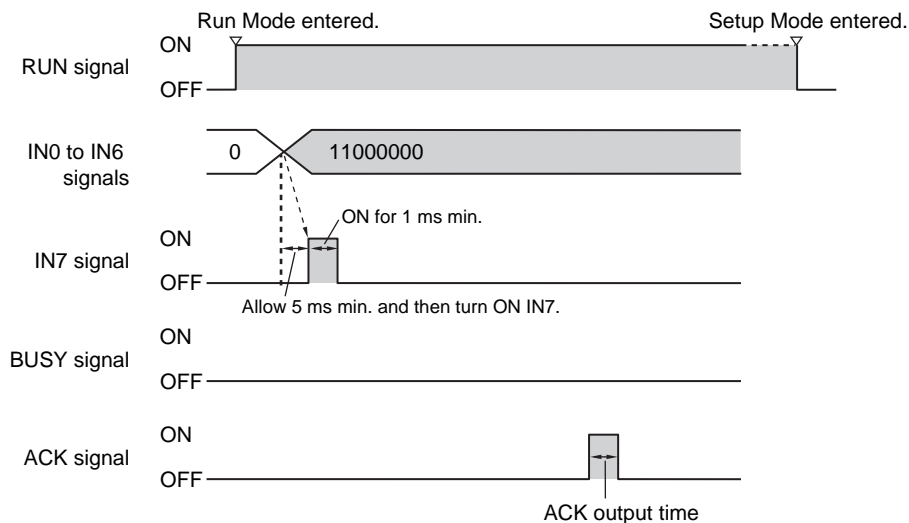 Run Mode entered.
Setup Mode entered.
ON
RUN signal
OFF
IN0 to IN6
signals
0
11000000
ON for 1 ms min.
ON
IN7 signal
OFF
Allow 5 ms min. and then turn ON IN7.
ON
BUSY signal
OFF
ON
ACK signal
OFF
ACK output time